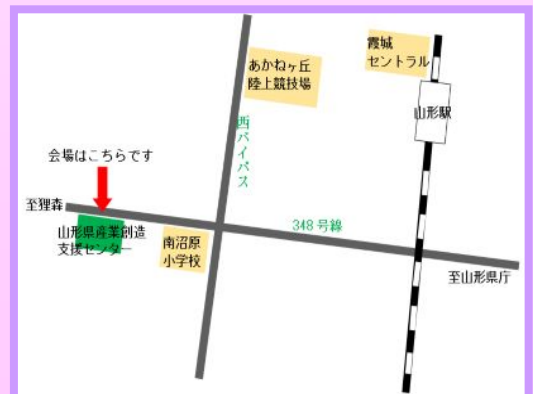 霞城
セントラル
あかねヶ丘
陸上競技場
山形駅
西バイパス
会場はこちらです
至狸森
山形県産業創造
支援センター
南沼原
小学校
348号線
至山形県庁